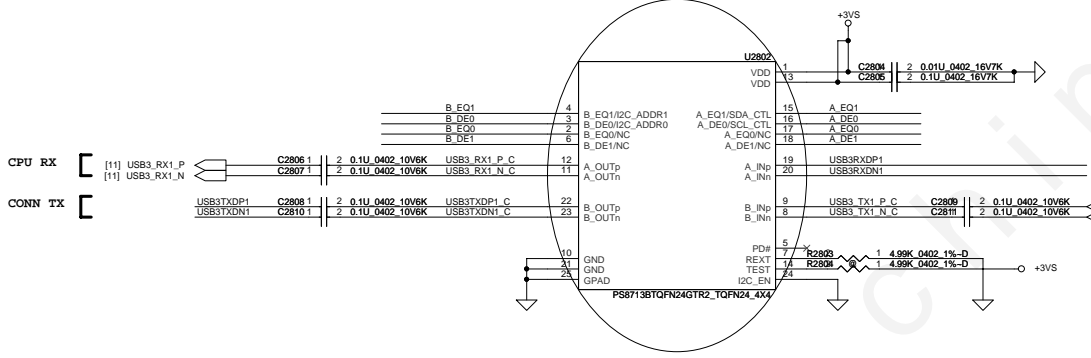 +3VS
U2802
VDD 1
VDD 13
C2804 2 0.01U_0402_16V7K
C2805 2 0.1U_0402_16V7K
B_EQ1 4 B_EQ1/I2C_ADDR1 A_EQ1/SDA_CTL 15 A_EQ1
B_DE0 3 B_DE0/I2C_ADDR0 A_DE0/SCL_CTL 16 A_DE0
B_EQ0 2 B_EQ0/NC A_EQ0/NC 17 A_EQ0
B_DE1 6 B_DE1/NC A_DE1/NC 18 A_DE1
CPU RX [11] USB3_RX1_P C2806 1 2 0.1U_0402_10V6K USB3_RX1_P_C 12 A_OUTp A_INp 19 USB3RXDP1
[11] USB3_RX1_N C2807 1 2 0.1U_0402_10V6K USB3_RX1_N_C 11 A_OUTn A_INn 20 USB3RXDN1
CONN TX USB3TXDP1 C2808 1 2 0.1U_0402_10V6K USB3TXDP1_C 22 B_OUTp B_INp 9 USB3_TX1_P_C C2809 2 0.1U_0402_10V6K
USB3TXDN1 C2810 1 2 0.1U_0402_10V6K USB3TXDN1_C 23 B_OUTn B_INn 8 USB3_TX1_N_C C2811 2 0.1U_0402_10V6K
PD# 5
10 GND REXT 7 R2803 1 4.99K_0402_1%~D
21 GND TEST 14 R2804 @ 1 4.99K_0402_1%~D +3VS
25 GPAD I2C_EN 24
PS8713BTQFN24GTR2_TQFN24_4X4